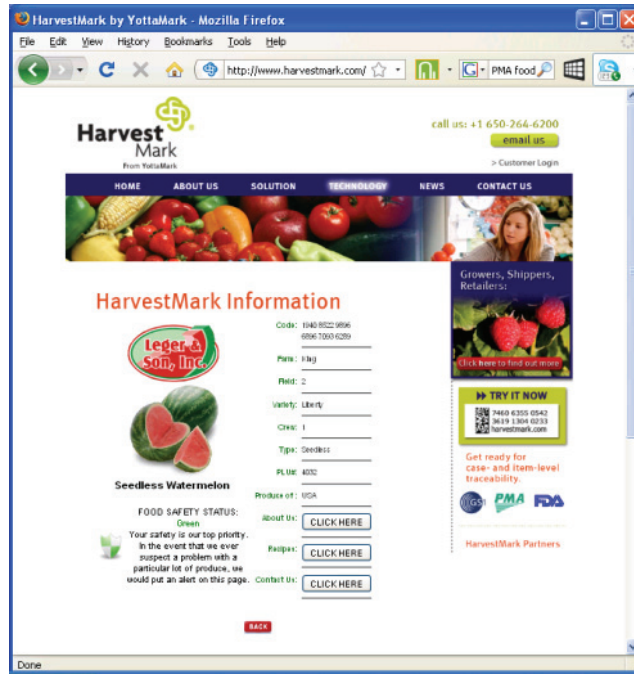 HarvestMark by YottaMark - Mozilla Firefox
File Edit View History Bookmarks Tools Help
http://www.harvestmark.com/
G PMA food
Harvest
Mark
From YottaMark
call us: +1 650-264-6200
email us
> Customer Login
HOME ABOUT US SOLUTION TECHNOLOGY NEWS CONTACT US
Growers, Shippers,
Retailers:
Click here to find out more
HarvestMark Information
Leger &
Son, Inc.
Seedless Watermelon
FOOD SAFETY STATUS:
Green
Your safety is our top priority.
In the event that we ever
suspect a problem with a
particular lot of produce, we
would put an alert on this page.
Code: 1940 8522 9896
6896 7093 6289
Farm:
Field: 2
Variety: Liberty
Crew: 1
Type: Seedless
PLU#: 4032
Produce of: USA
About Us: CLICK HERE
Recipes: CLICK HERE
Contact Us: CLICK HERE
BACK
TRY IT NOW
7460 6355 0542
3619 1304 0233
harvestmark.com
Get ready for
case- and item-level
traceability.
GS1 PMA FDA
HarvestMark Partners
Done